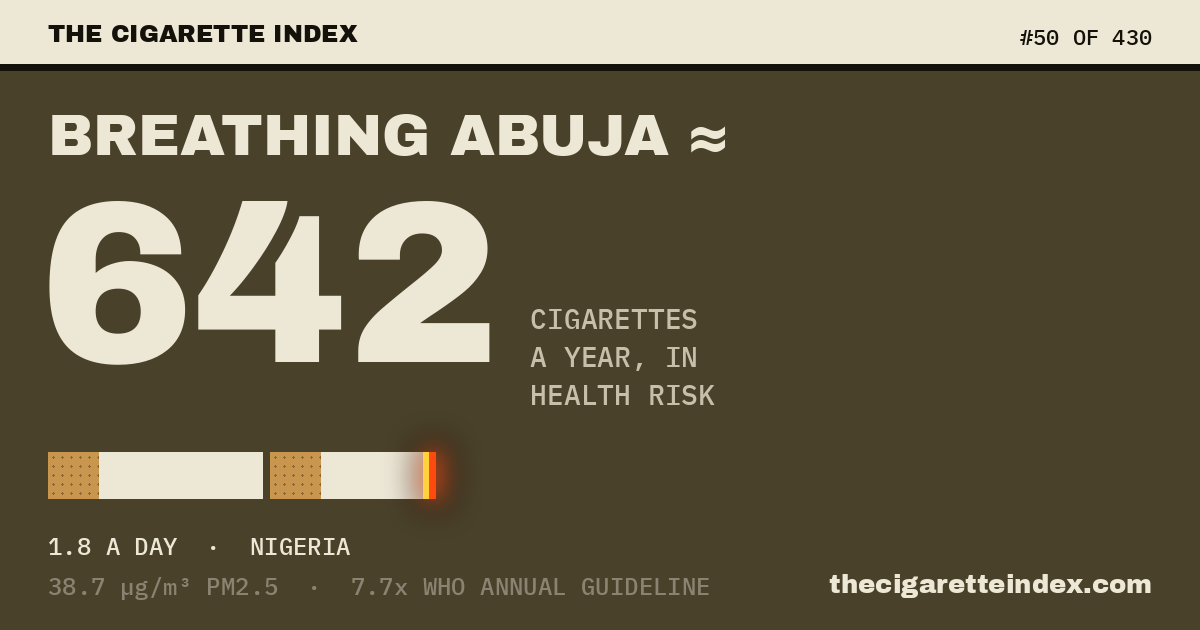 THE CIGARETTE INDEX
#50 OF 430
BREATHING ABUJA ≈
642
CIGARETTES
A YEAR, IN
HEALTH RISK
1.8 A DAY · NIGERIA
38.7 µg/m³ PM2.5 · 7.7x WHO ANNUAL GUIDELINE
thecigaretteindex.com